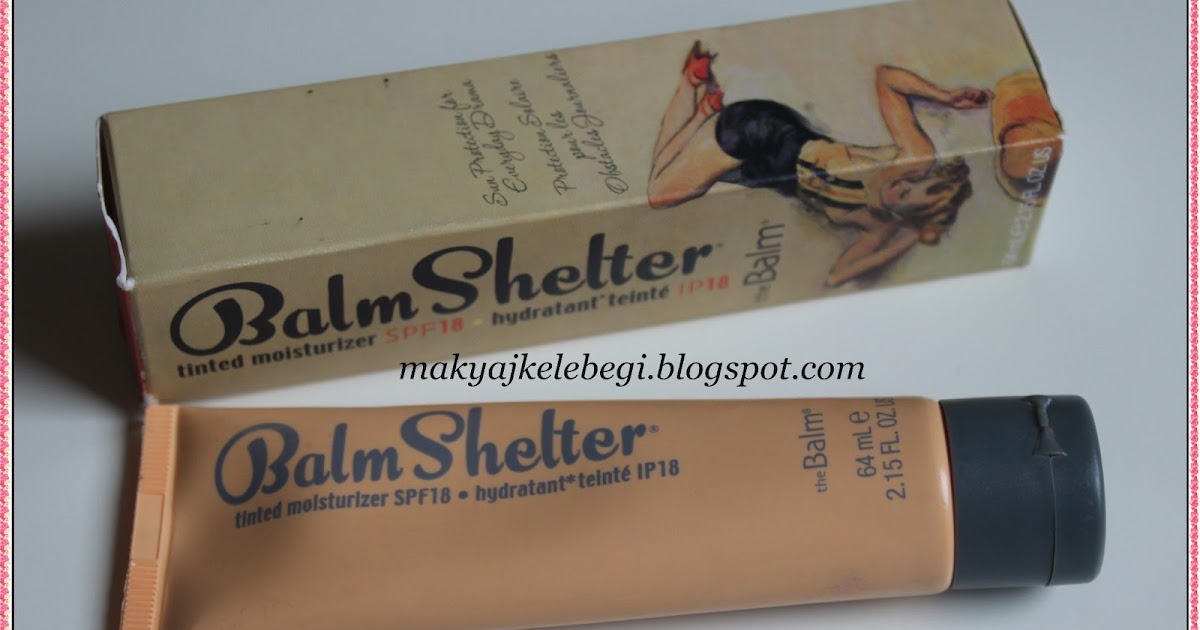 Sun Protection for
Everyday Drama
Protection Solaire
pour les
Obstacles Journaliers
BalmShelter
tinted moisturizer SPF18 • hydratant* teinté IP18
theBalm®
makyajkelebegi.blogspot.com
BalmShelter®
tinted moisturizer SPF18 • hydratant* teinté IP18
theBalm®
64 mLe
2.15 FL. OZ US